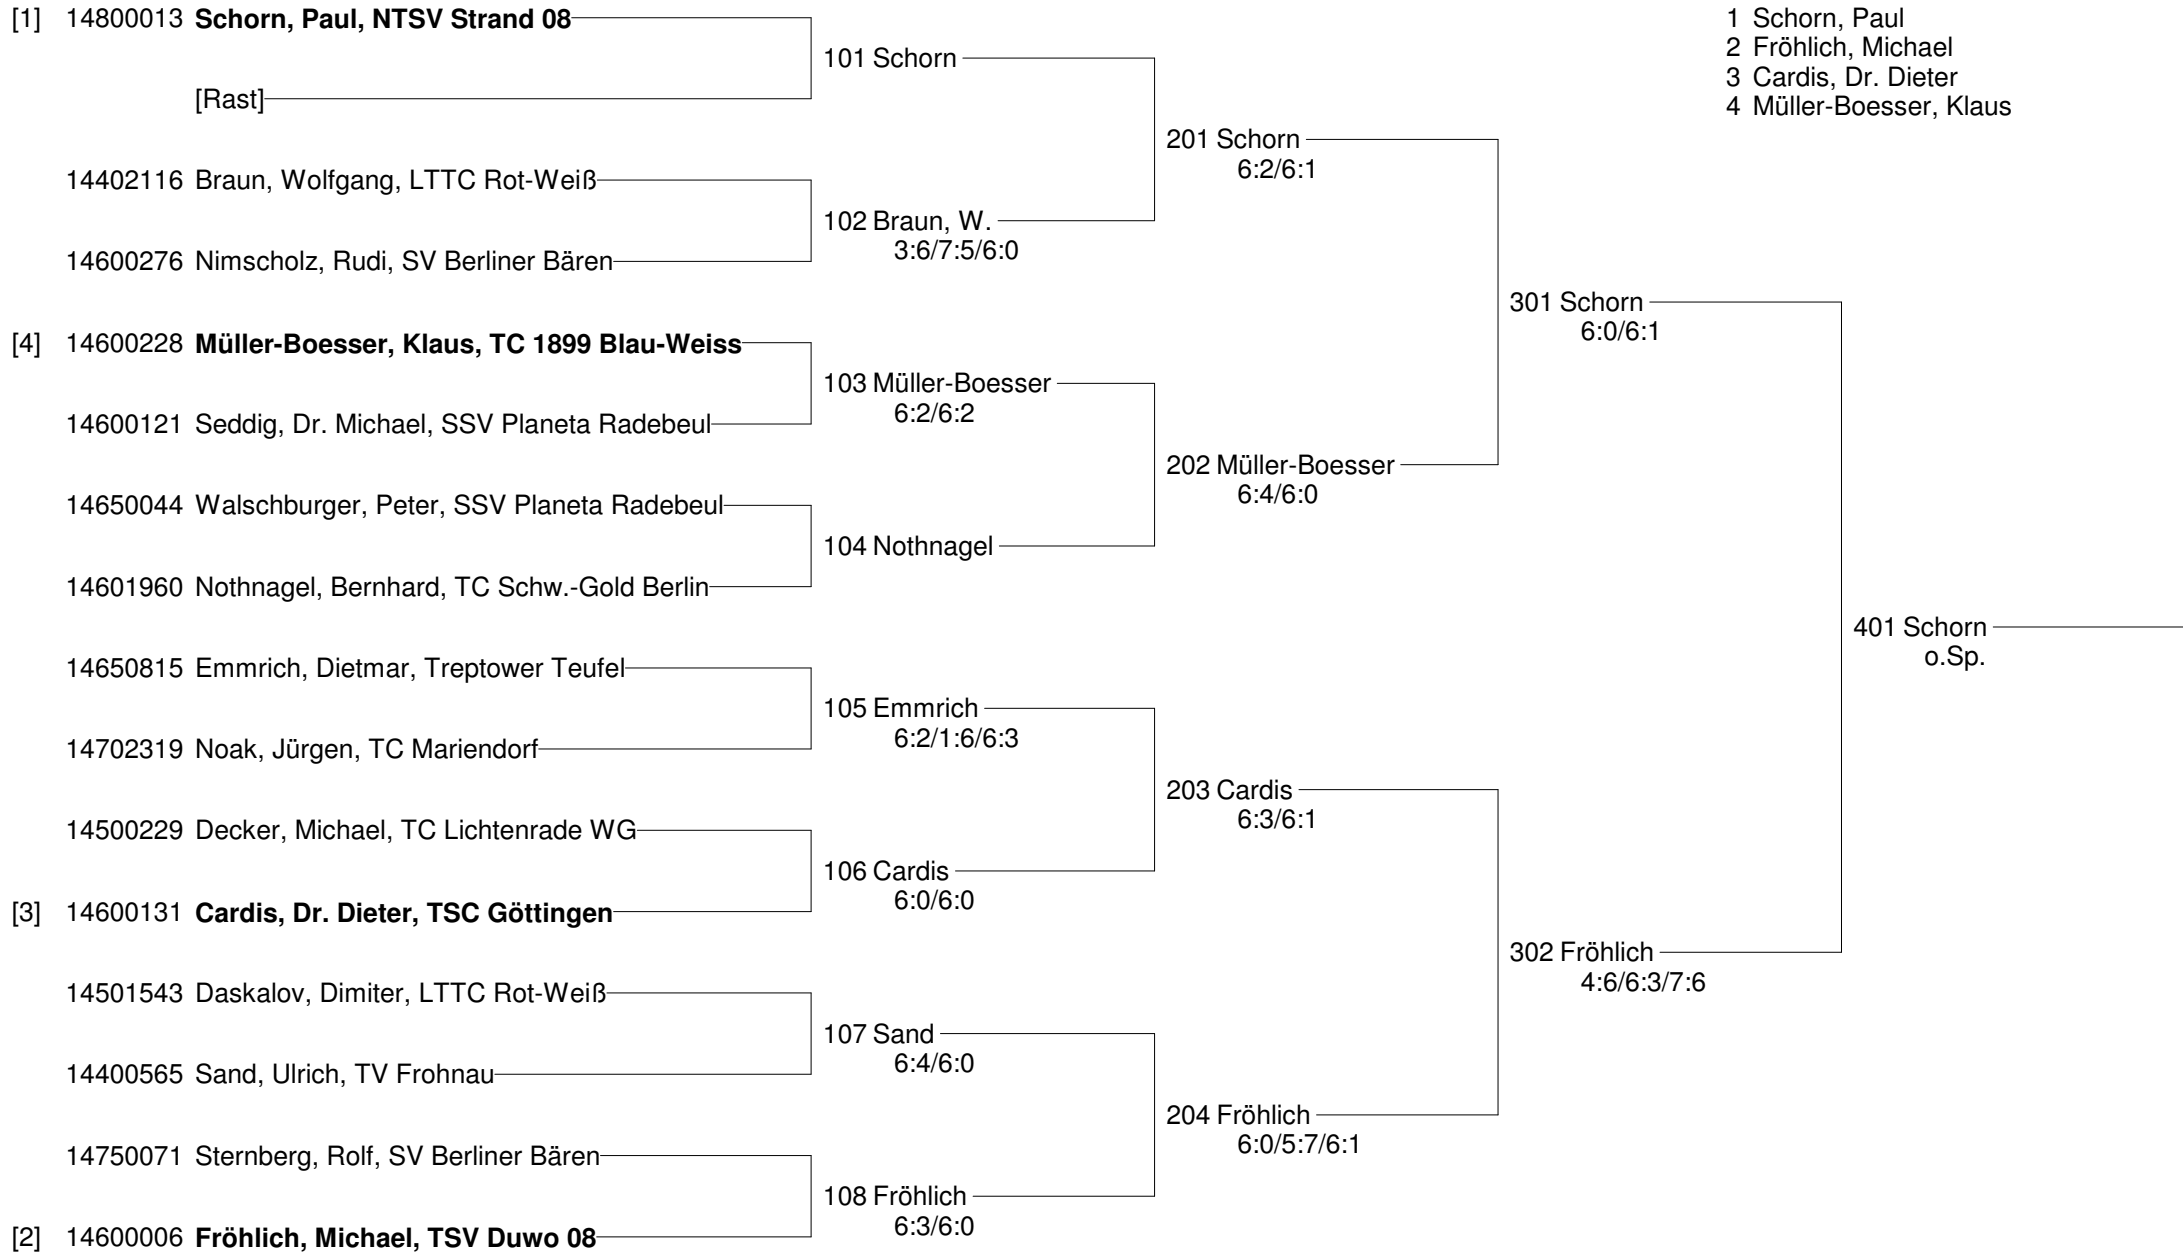 [1] 14800013 Schorn, Paul, NTSV Strand 08
[Rast]
14402116 Braun, Wolfgang, LTTC Rot-Weiß
14600276 Nimscholz, Rudi, SV Berliner Bären
[4] 14600228 Müller-Boesser, Klaus, TC 1899 Blau-Weiss
14600121 Seddig, Dr. Michael, SSV Planeta Radebeul
14650044 Walschburger, Peter, SSV Planeta Radebeul
14601960 Nothnagel, Bernhard, TC Schw.-Gold Berlin
14650815 Emmrich, Dietmar, Treptower Teufel
14702319 Noak, Jürgen, TC Mariendorf
14500229 Decker, Michael, TC Lichtenrade WG
[3] 14600131 Cardis, Dr. Dieter, TSC Göttingen
14501543 Daskalov, Dimiter, LTTC Rot-Weiß
14400565 Sand, Ulrich, TV Frohnau
14750071 Sternberg, Rolf, SV Berliner Bären
[2] 14600006 Fröhlich, Michael, TSV Duwo 08
101 Schorn
102 Braun, W.
3:6/7:5/6:0
103 Müller-Boesser
6:2/6:2
104 Nothnagel
105 Emmrich
6:2/1:6/6:3
106 Cardis
6:0/6:0
107 Sand
6:4/6:0
108 Fröhlich
6:3/6:0
201 Schorn
6:2/6:1
202 Müller-Boesser
6:4/6:0
203 Cardis
6:3/6:1
204 Fröhlich
6:0/5:7/6:1
301 Schorn
6:0/6:1
302 Fröhlich
4:6/6:3/7:6
401 Schorn
o.Sp.
1 Schorn, Paul
2 Fröhlich, Michael
3 Cardis, Dr. Dieter
4 Müller-Boesser, Klaus